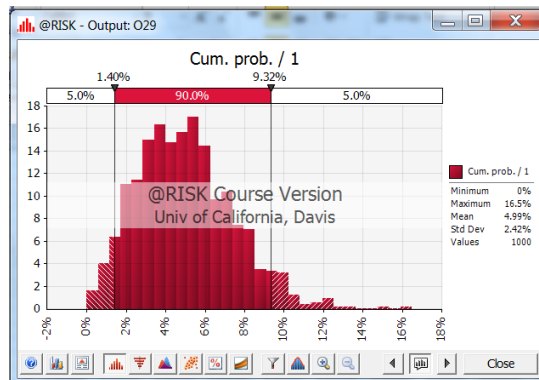 @RISK - Output: O29
Cum. prob. / 1
1.40% 9.32%
5.0% 90.0% 5.0%
18
16
14
12
10
8
6
4
2
0
-2% 0% 2% 4% 6% 8% 10% 12% 14% 16% 18%
@RISK Course Version
Univ of California, Davis
Cum. prob. / 1
Minimum 0%
Maximum 16.5%
Mean 4.99%
Std Dev 2.42%
Values 1000
Close